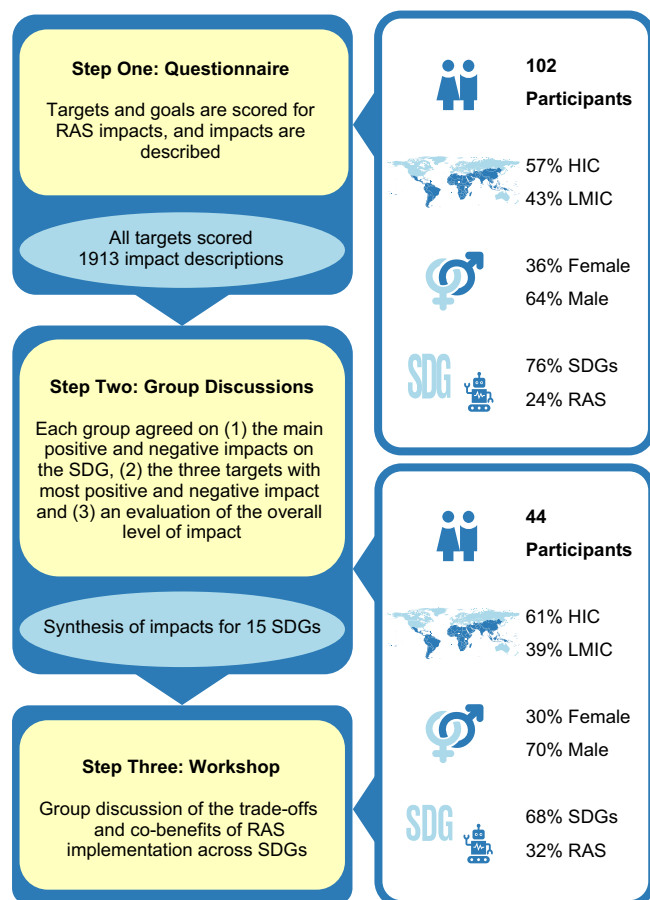 Step One: Questionnaire
Targets and goals are scored for
RAS impacts, and impacts are
described
All targets scored
1913 impact descriptions
102
Participants
57% HIC
43% LMIC
36% Female
64% Male
SDG
76% SDGs
24% RAS
Step Two: Group Discussions
Each group agreed on (1) the main
positive and negative impacts on
the SDG, (2) the three targets with
most positive and negative impact
and (3) an evaluation of the overall
level of impact
Synthesis of impacts for 15 SDGs
44
Participants
61% HIC
39% LMIC
30% Female
70% Male
SDG
68% SDGs
32% RAS
Step Three: Workshop
Group discussion of the trade-offs
and co-benefits of RAS
implementation across SDGs